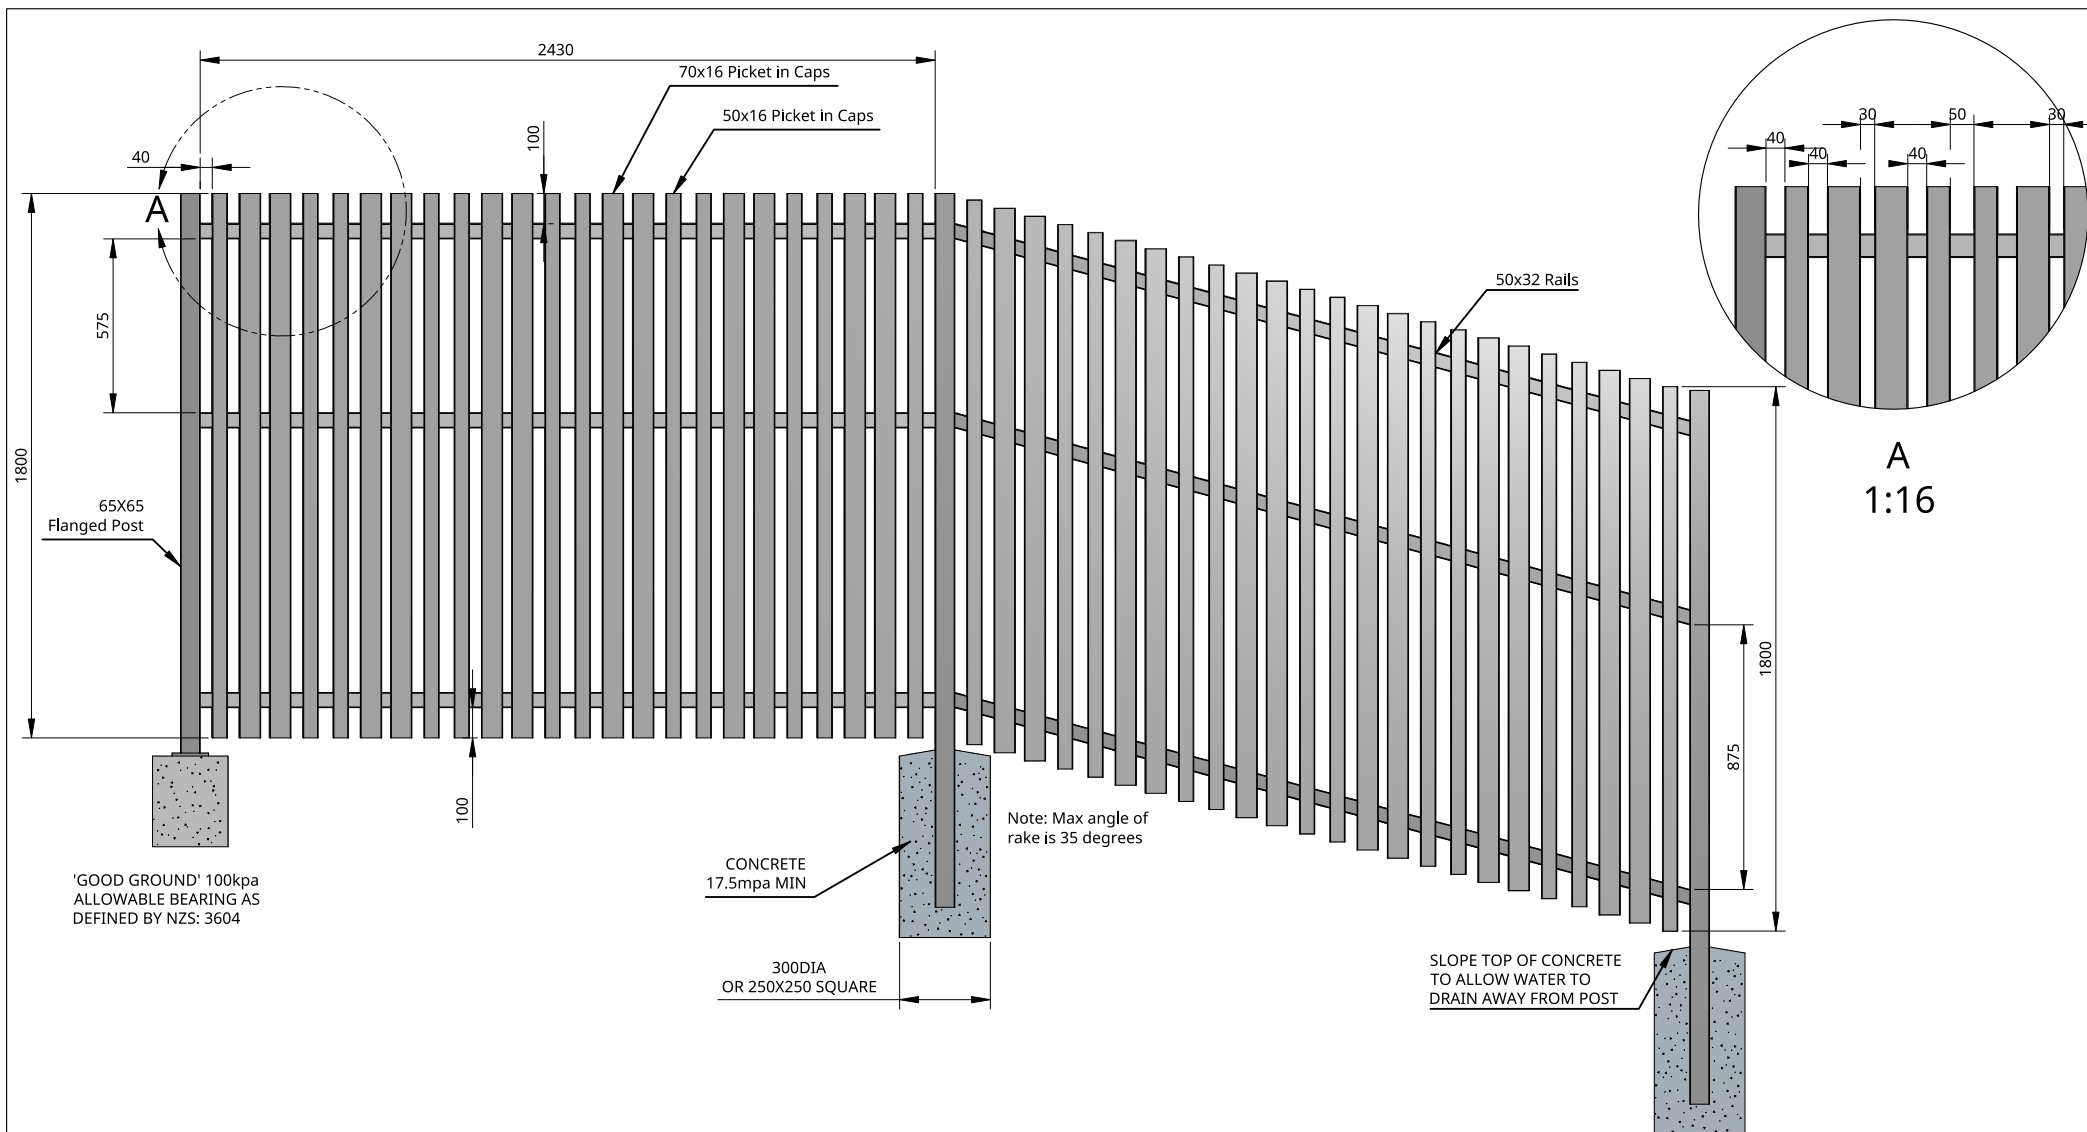 2430
70x16 Picket in Caps
50x16 Picket in Caps
100
40
A
575
1800
65X65
Flanged Post
100
'GOOD GROUND' 100kpa
ALLOWABLE BEARING AS
DEFINED BY NZS: 3604
CONCRETE
17.5mpa MIN
300DIA
OR 250X250 SQUARE
Note: Max angle of
rake is 35 degrees
50x32 Rails
875
1800
SLOPE TOP OF CONCRETE
TO ALLOW WATER TO
DRAIN AWAY FROM POST
30
50
30
40
40
40
A
1:16